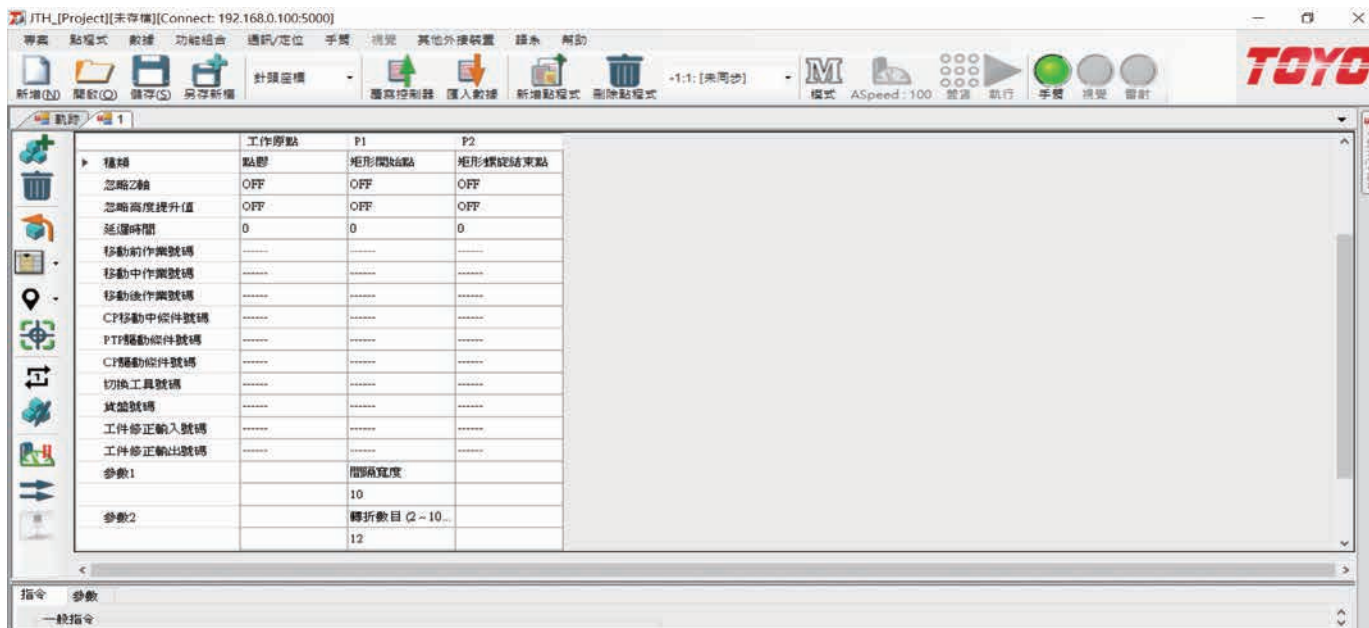 JTH_[Project][未存檔][Connect: 192.168.0.100:5000]
專案 點程式 數據 功能組合 通訊/定位 手臂 視覺 其他外接裝置 語系 幫助
新增(N) 開啟(O) 儲存(S) 另存新檔 針頭座標 覆寫控制器 匯入數據 新增點程式 刪除點程式 -1:1: [未同步] M 模式 ASpeed : 100 盤貨 執行 手臂 視覺 雷射 TOYO
軌跡 1
工作原點 P1 P2
種類 點膠 矩形開始點 矩形螺旋結束點
忽略Z軸 OFF OFF OFF
忽略高度提升值 OFF OFF OFF
延遲時間 0 0 0
移動前作業號碼 ------ ------ ------
移動中作業號碼 ------ ------ ------
移動後作業號碼 ------ ------ ------
CP移動中條件號碼 ------ ------ ------
PTP驅動條件號碼 ------ ------ ------
CP驅動條件號碼 ------ ------ ------
切換工具號碼 ------ ------ ------
貨盤號碼 ------ ------ ------
工件修正輸入號碼 ------ ------ ------
工件修正輸出號碼 ------ ------ ------
參數1 間隔寬度
10
參數2 轉折數目 (2 ~ 10...
12
指令 參數
一般指令